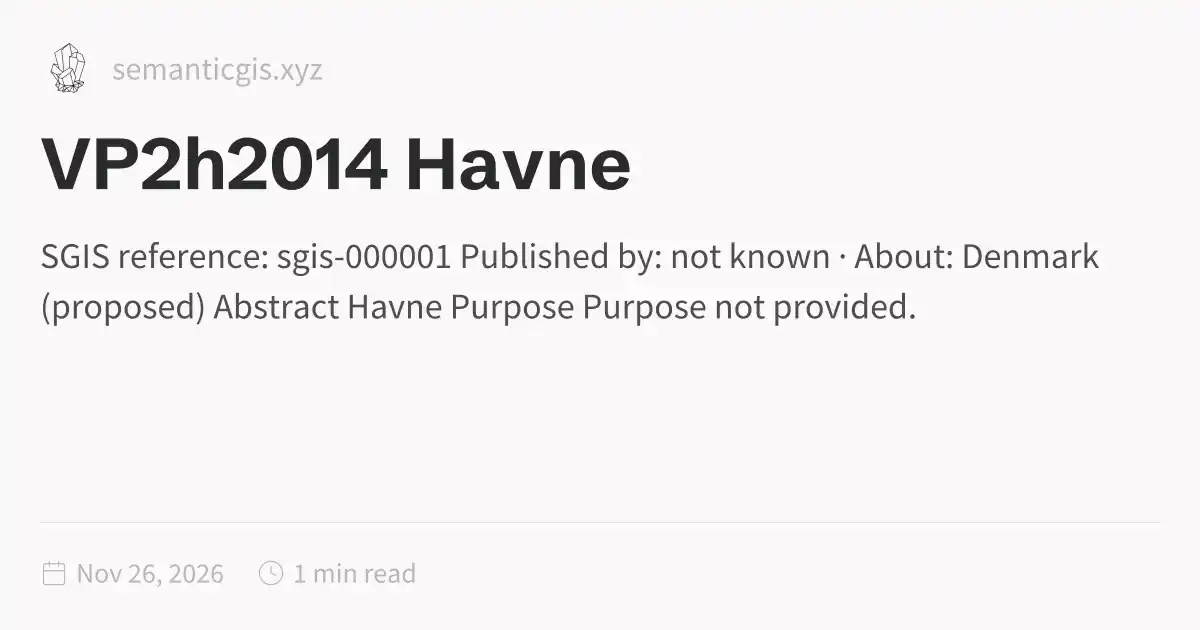 semanticgis.xyz
VP2h2014 Havne
SGIS reference: sgis-000001 Published by: not known · About: Denmark
(proposed) Abstract Havne Purpose Purpose not provided.
Nov 26, 2026 1 min read